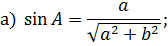 а) sin A = a / √(a² + b²);